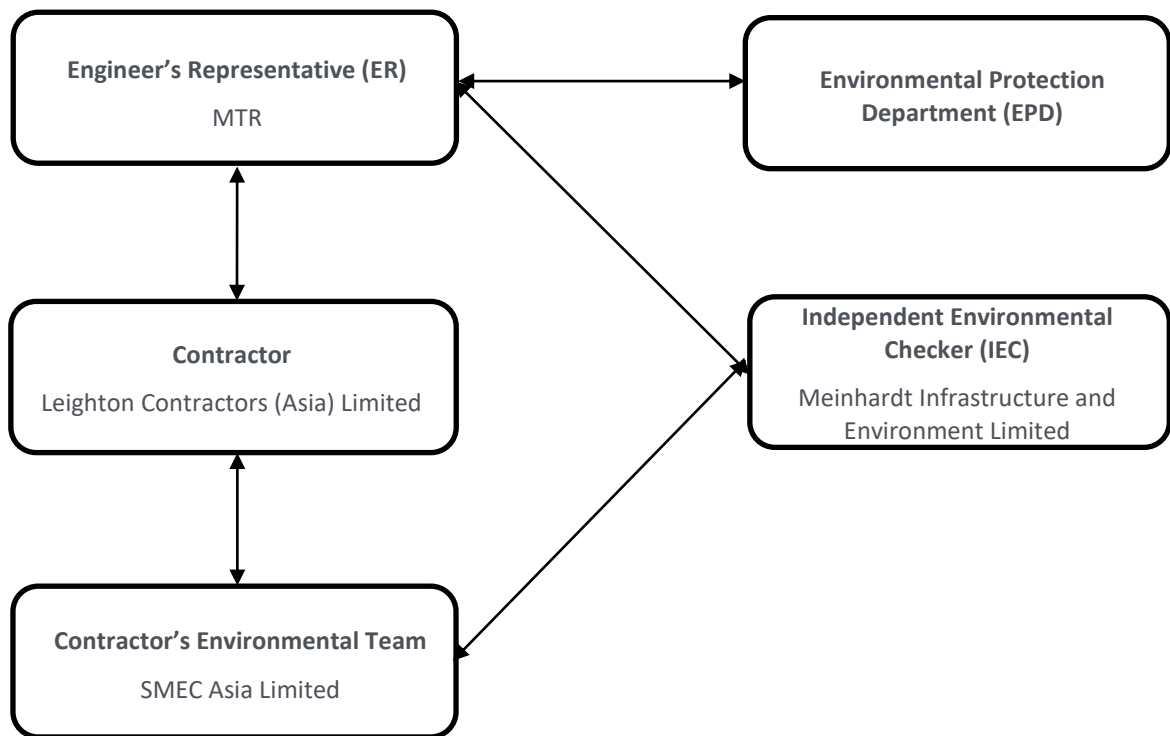 Engineer’s Representative (ER)
MTR
Environmental Protection
Department (EPD)
Contractor
Leighton Contractors (Asia) Limited
Independent Environmental
Checker (IEC)
Meinhardt Infrastructure and
Environment Limited
Contractor’s Environmental Team
SMEC Asia Limited